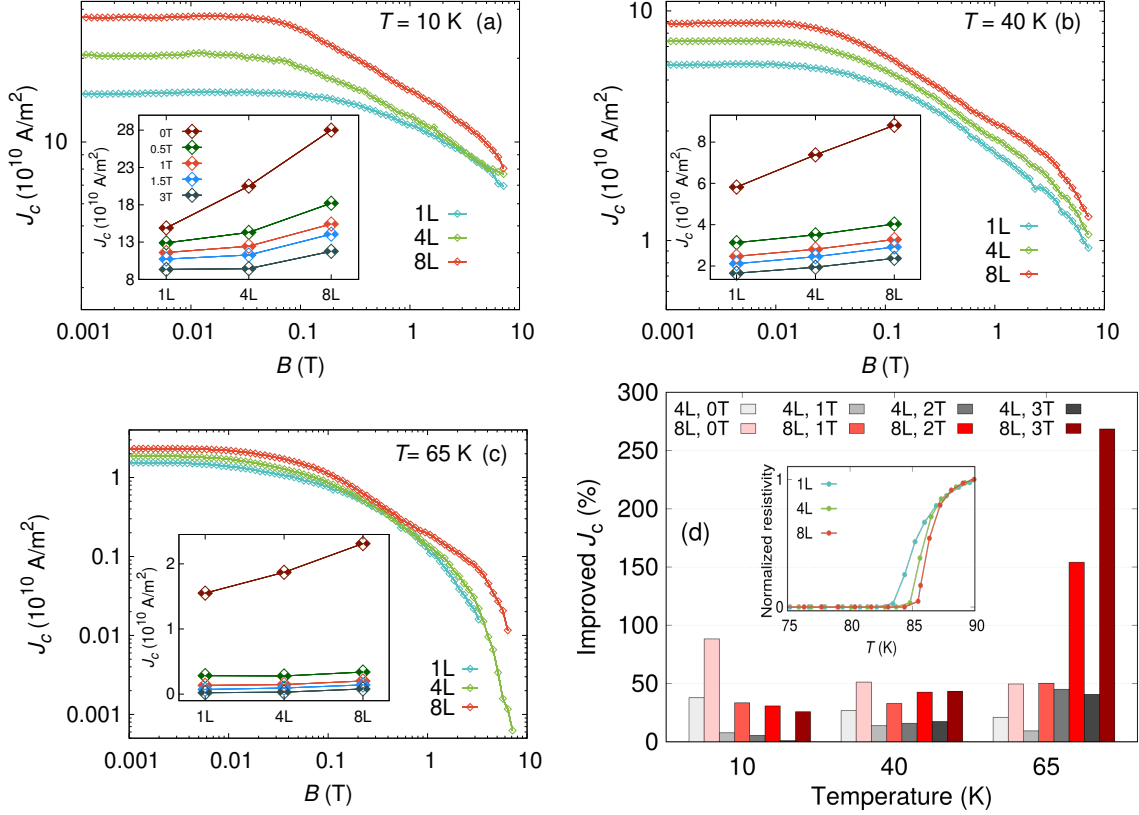 T = 10 K (a)
J_c (10^10 A/m²)
10
28
23
18
13
8
J_c (10^10 A/m²)
0T
0.5T
1T
1.5T
3T
1L 4L 8L
1L
4L
8L
0.001 0.01 0.1 1 10
B (T)
T = 40 K (b)
J_c (10^10 A/m²)
10
1
8
6
4
2
J_c (10^10 A/m²)
1L 4L 8L
1L
4L
8L
0.001 0.01 0.1 1 10
B (T)
T= 65 K (c)
J_c (10^10 A/m²)
1
0.1
0.01
0.001
2
1
0
J_c (10^10 A/m²)
1L 4L 8L
1L
4L
8L
0.001 0.01 0.1 1 10
B (T)
Improved J_c (%)
300
250
200
150
100
50
0
4L, 0T 4L, 1T 4L, 2T 4L, 3T
8L, 0T 8L, 1T 8L, 2T 8L, 3T
(d)
Normalized resistivity
1
0
1L
4L
8L
75 80 85 90
T (K)
10 40 65
Temperature (K)